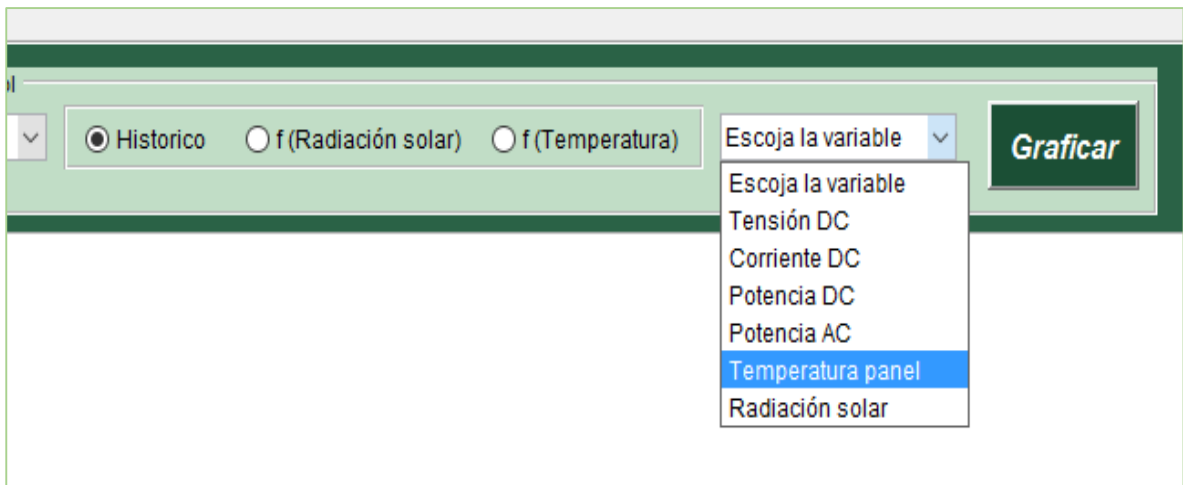 ol
Historico f (Radiación solar) f (Temperatura) Escoja la variable Graficar
Escoja la variable
Tensión DC
Corriente DC
Potencia DC
Potencia AC
Temperatura panel
Radiación solar